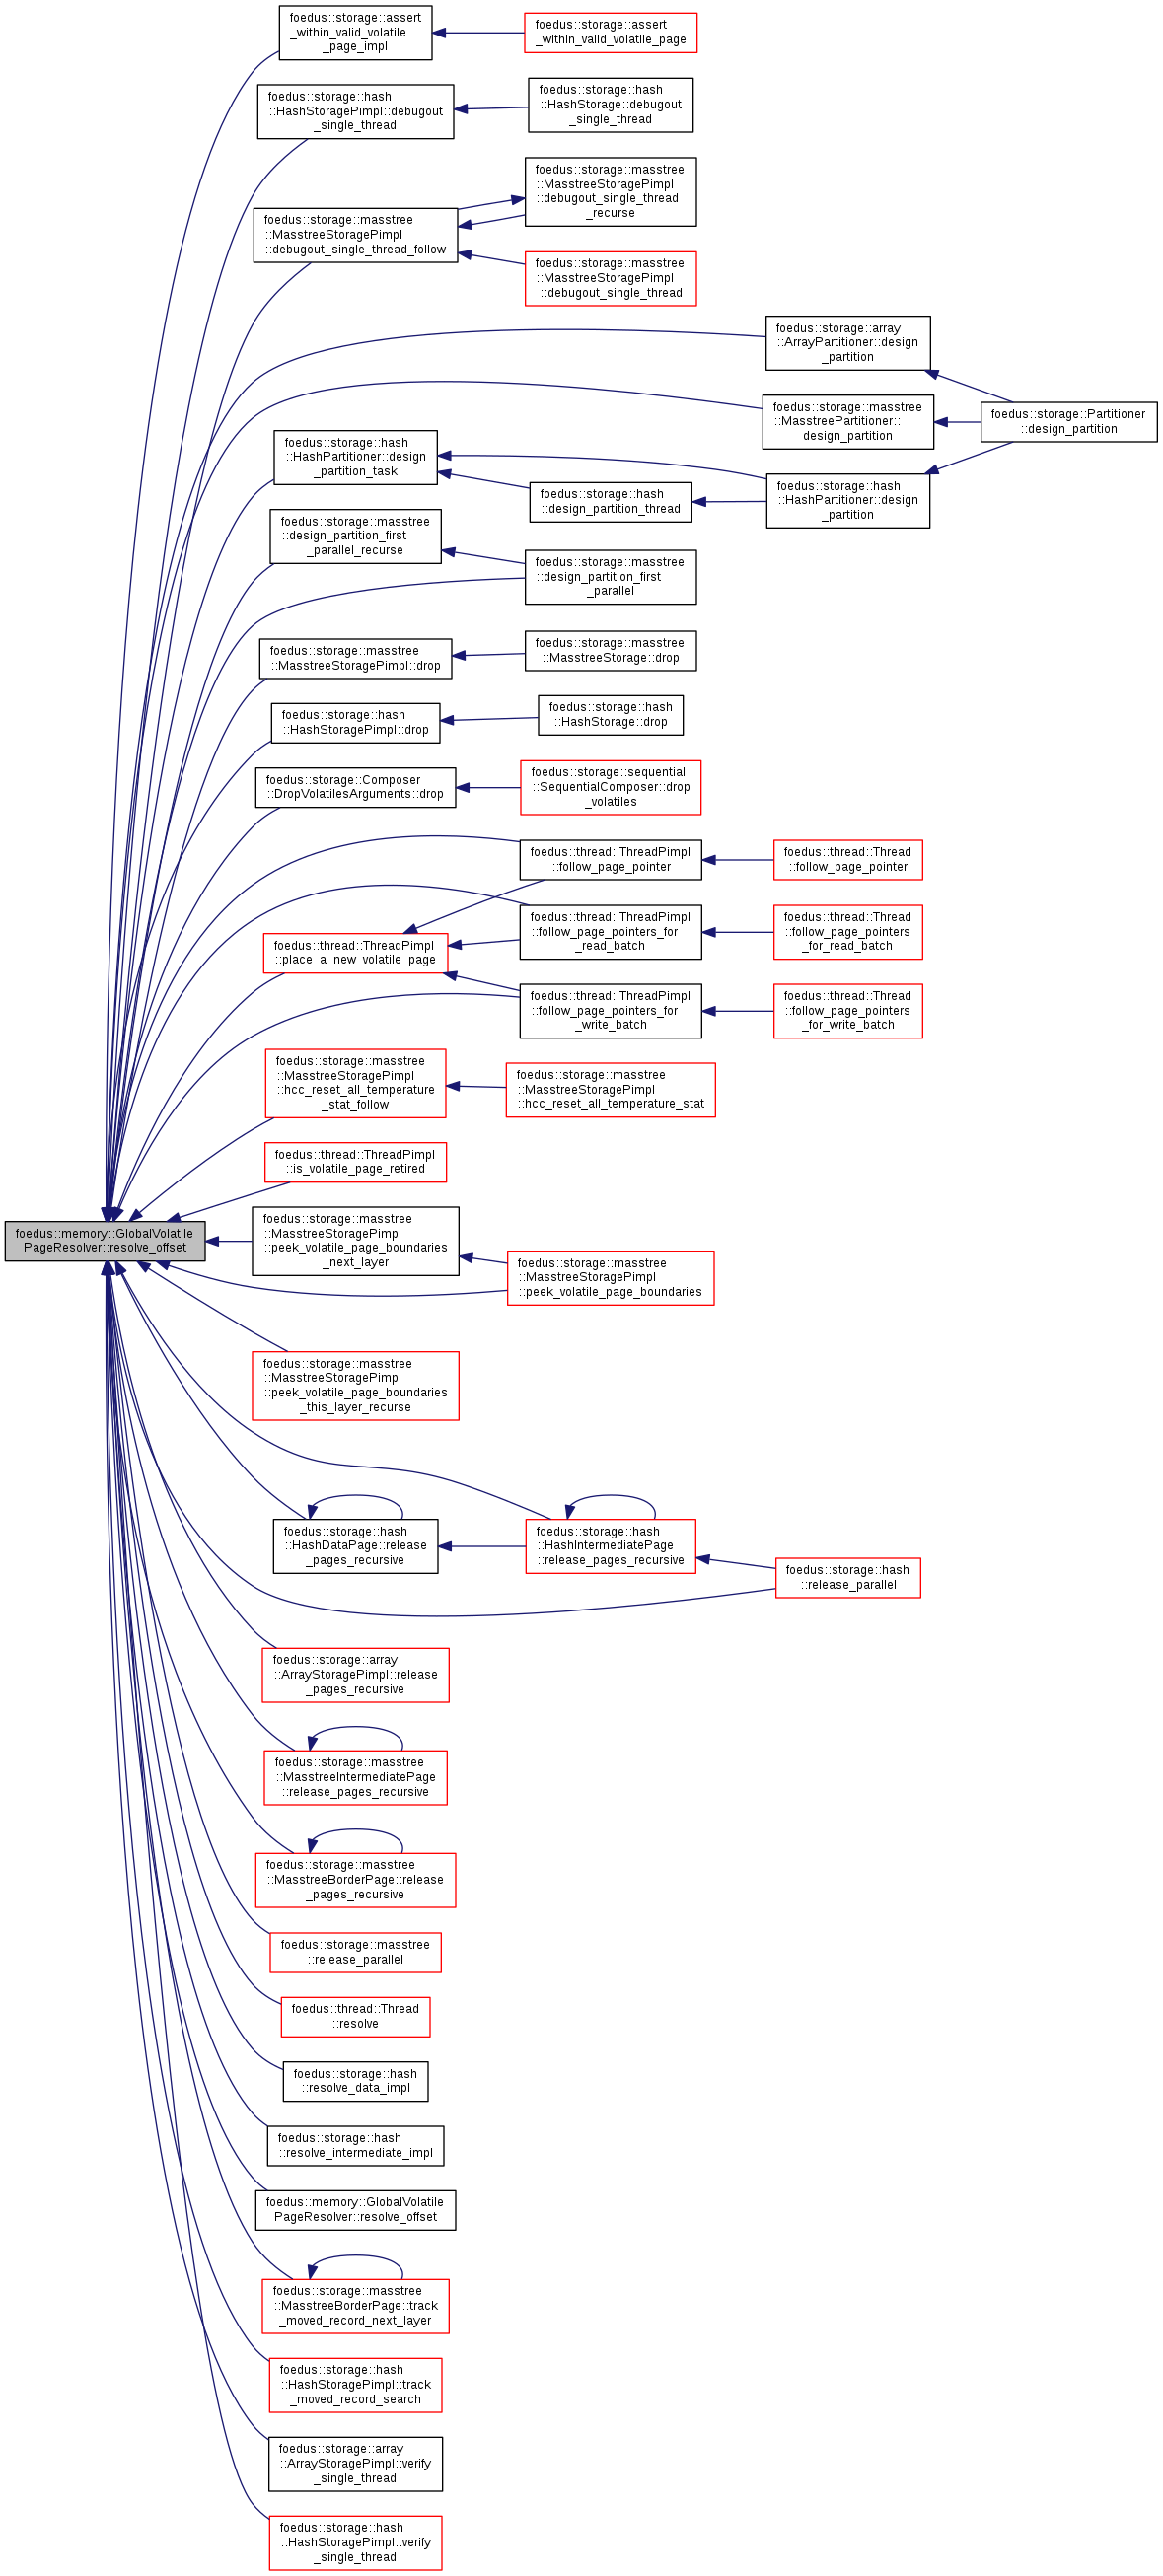 foedus::storage::assert
_within_valid_volatile
_page_impl
foedus::storage::assert
_within_valid_volatile_page
foedus::storage::hash
::HashStoragePimpl::debugout
_single_thread
foedus::storage::hash
::HashStorage::debugout
_single_thread
foedus::storage::masstree
::MasstreeStoragePimpl
::debugout_single_thread
_recurse
foedus::storage::masstree
::MasstreeStoragePimpl
::debugout_single_thread_follow
foedus::storage::masstree
::MasstreeStoragePimpl
::debugout_single_thread
foedus::storage::array
::ArrayPartitioner::design
_partition
foedus::storage::masstree
::MasstreePartitioner::
design_partition
foedus::storage::Partitioner
::design_partition
foedus::storage::hash
::HashPartitioner::design
_partition_task
foedus::storage::hash
::design_partition_thread
foedus::storage::hash
::HashPartitioner::design
_partition
foedus::storage::masstree
::design_partition_first
_parallel_recurse
foedus::storage::masstree
::design_partition_first
_parallel
foedus::storage::masstree
::MasstreeStoragePimpl::drop
foedus::storage::masstree
::MasstreeStorage::drop
foedus::storage::hash
::HashStoragePimpl::drop
foedus::storage::hash
::HashStorage::drop
foedus::storage::Composer
::DropVolatilesArguments::drop
foedus::storage::sequential
::SequentialComposer::drop
_volatiles
foedus::thread::ThreadPimpl
::follow_page_pointer
foedus::thread::Thread
::follow_page_pointer
foedus::thread::ThreadPimpl
::place_a_new_volatile_page
foedus::thread::ThreadPimpl
::follow_page_pointers_for
_read_batch
foedus::thread::Thread
::follow_page_pointers
_for_read_batch
foedus::thread::ThreadPimpl
::follow_page_pointers_for
_write_batch
foedus::thread::Thread
::follow_page_pointers
_for_write_batch
foedus::storage::masstree
::MasstreeStoragePimpl
::hcc_reset_all_temperature
_stat_follow
foedus::storage::masstree
::MasstreeStoragePimpl
::hcc_reset_all_temperature_stat
foedus::thread::ThreadPimpl
::is_volatile_page_retired
foedus::memory::GlobalVolatile
PageResolver::resolve_offset
foedus::storage::masstree
::MasstreeStoragePimpl
::peek_volatile_page_boundaries
_next_layer
foedus::storage::masstree
::MasstreeStoragePimpl
::peek_volatile_page_boundaries
foedus::storage::masstree
::MasstreeStoragePimpl
::peek_volatile_page_boundaries
_this_layer_recurse
foedus::storage::hash
::HashDataPage::release
_pages_recursive
foedus::storage::hash
::HashIntermediatePage
::release_pages_recursive
foedus::storage::hash
::release_parallel
foedus::storage::array
::ArrayStoragePimpl::release
_pages_recursive
foedus::storage::masstree
::MasstreeIntermediatePage
::release_pages_recursive
foedus::storage::masstree
::MasstreeBorderPage::release
_pages_recursive
foedus::storage::masstree
::release_parallel
foedus::thread::Thread
::resolve
foedus::storage::hash
::resolve_data_impl
foedus::storage::hash
::resolve_intermediate_impl
foedus::memory::GlobalVolatile
PageResolver::resolve_offset
foedus::storage::masstree
::MasstreeBorderPage::track
_moved_record_next_layer
foedus::storage::hash
::HashStoragePimpl::track
_moved_record_search
foedus::storage::array
::ArrayStoragePimpl::verify
_single_thread
foedus::storage::hash
::HashStoragePimpl::verify
_single_thread